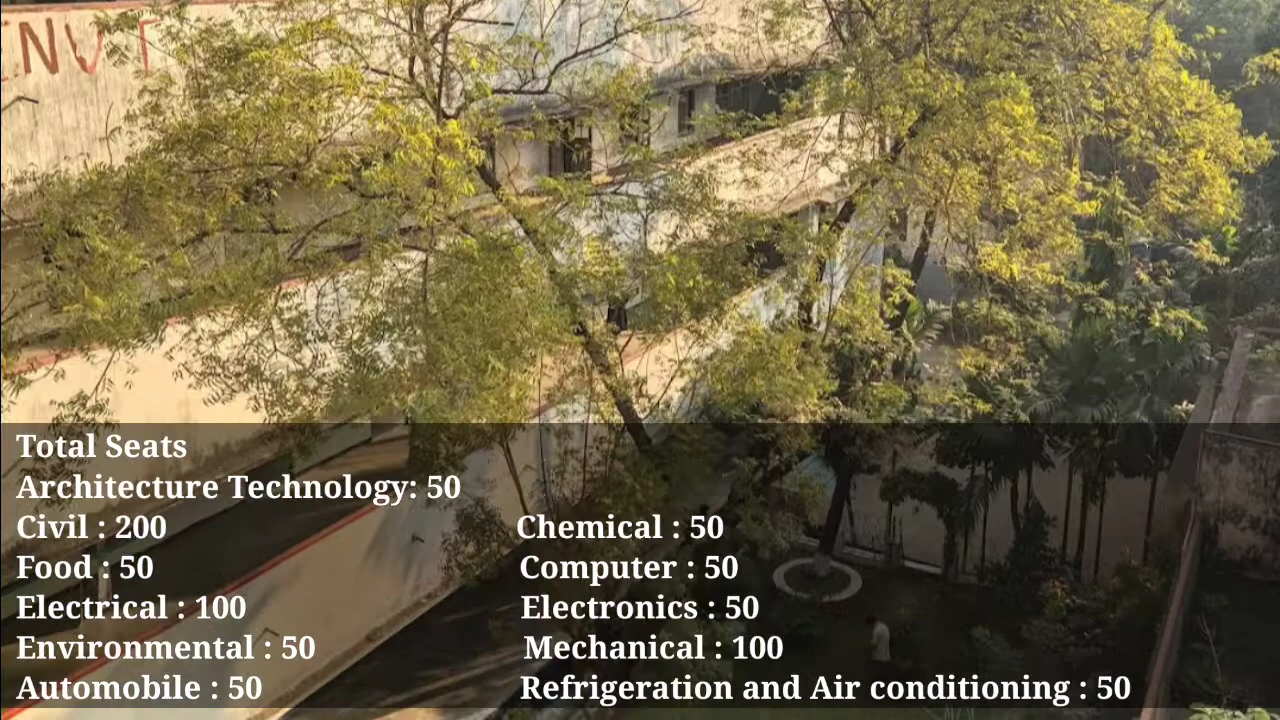 NUT
Total Seats
Architecture Technology: 50
Civil : 200 Chemical : 50
Food : 50 Computer : 50
Electrical : 100 Electronics : 50
Environmental : 50 Mechanical : 100
Automobile : 50 Refrigeration and Air conditioning : 50